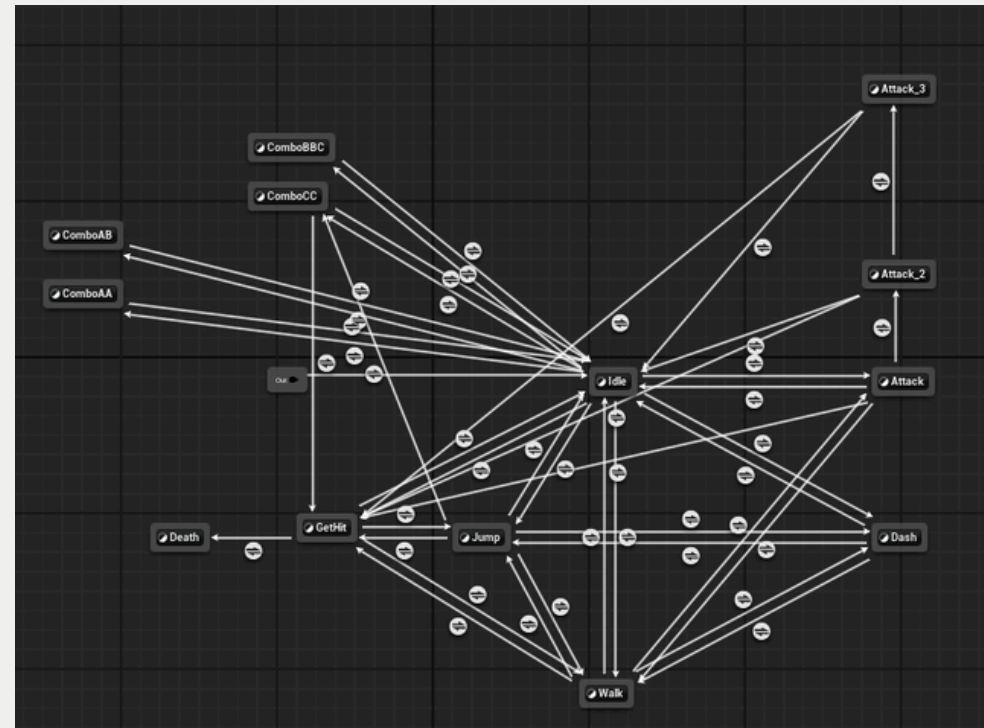 Attack_3
ComboBBC
ComboCC
ComboAB
Attack_2
ComboAA
Idle
Attack
GetHit
Death
Jump
Dash
Walk